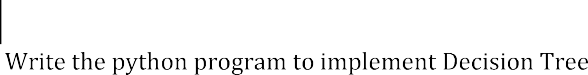 Write the python program to implement Decision Tree